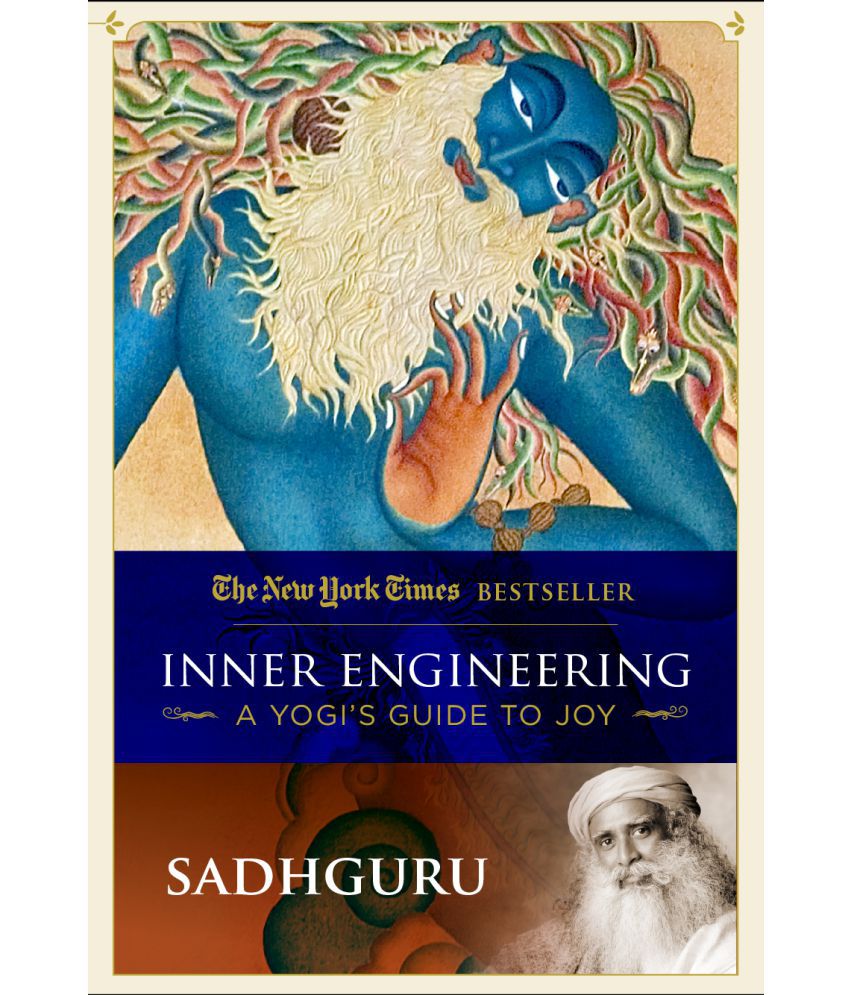 The New York Times BESTSELLER
INNER ENGINEERING
A YOGI'S GUIDE TO JOY
SADHGURU